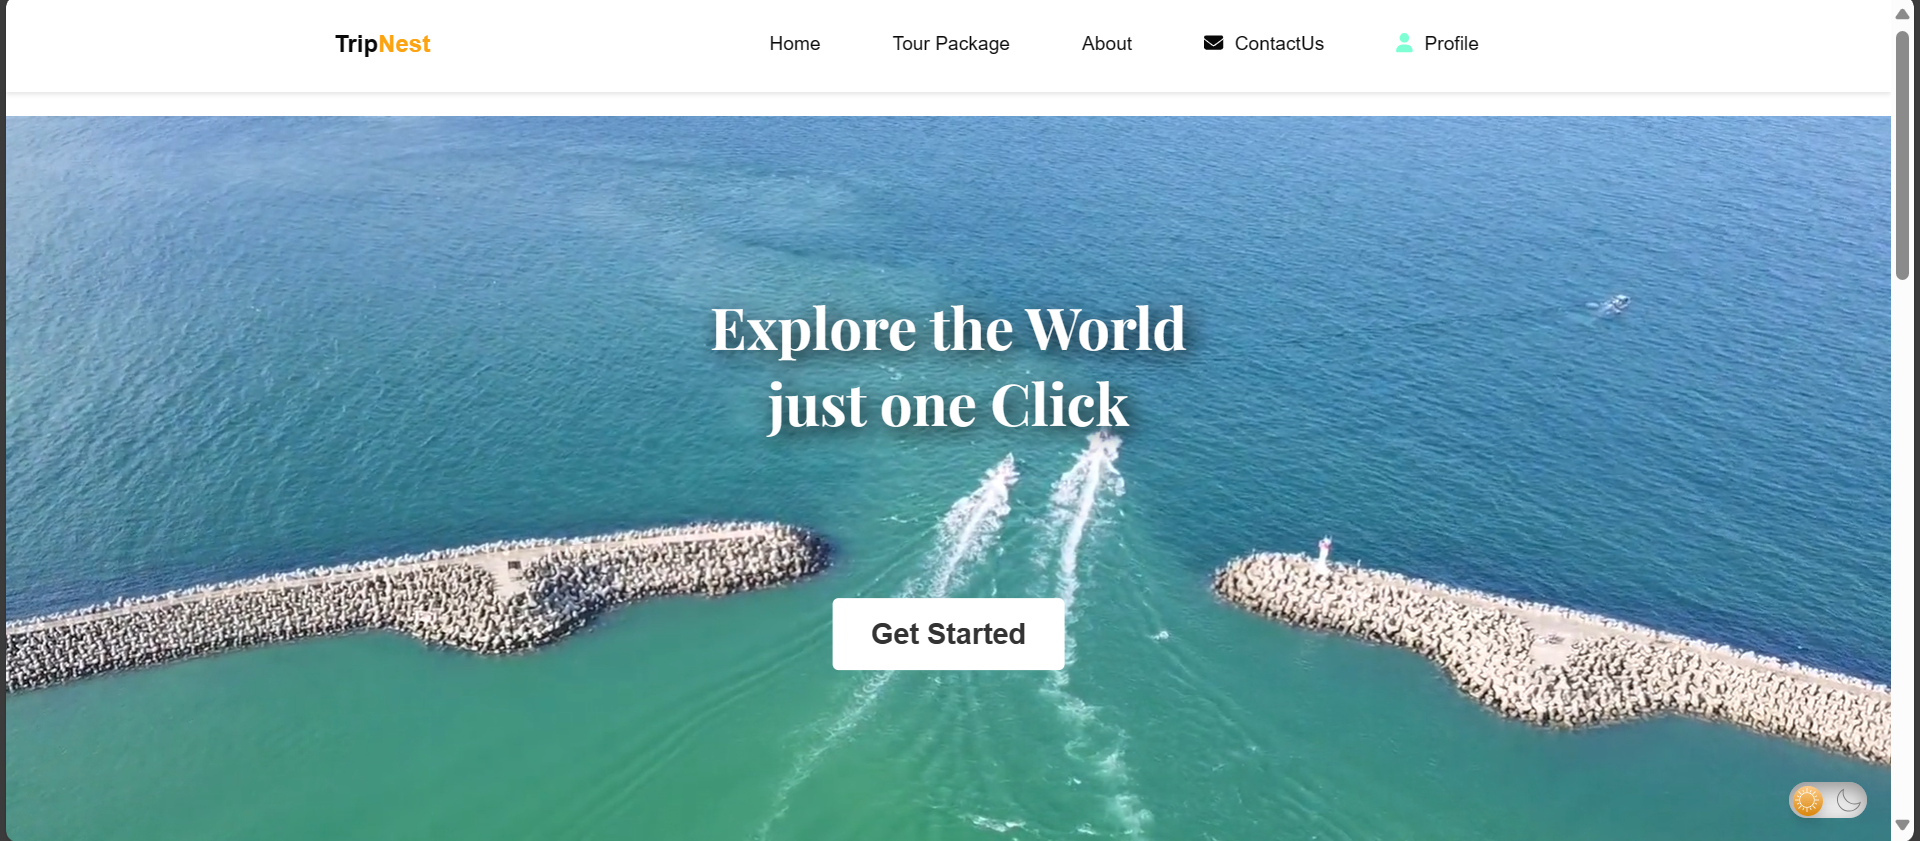 TripNest
Home
Tour Package
About
ContactUs
Profile
Explore the World
just one Click
Get Started